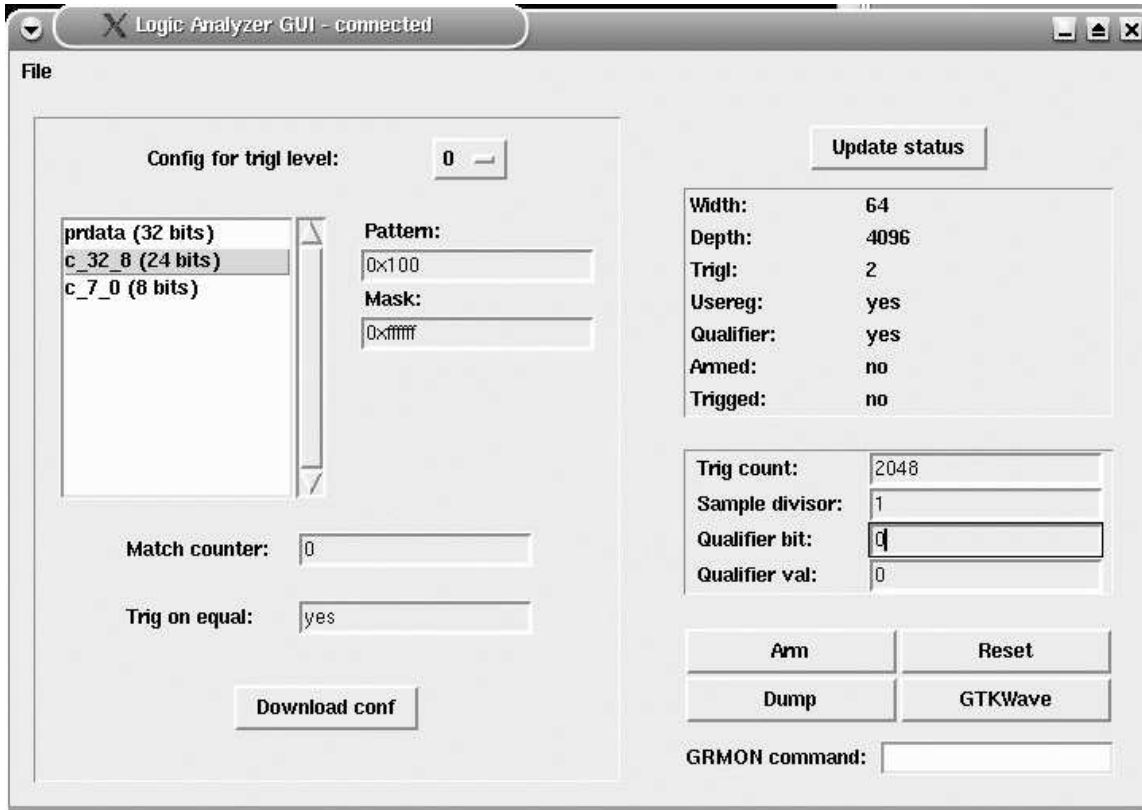 Logic Analyzer GUI - connected
File
Config for trigl level: 0
prdata (32 bits)
c_32_8 (24 bits)
c_7_0 (8 bits)
Pattern:
0x100
Mask:
0xffffff
Match counter: 0
Trig on equal: yes
Download conf
Update status
Width: 64
Depth: 4096
Trigl: 2
Usereg: yes
Qualifier: yes
Armed: no
Trigged: no
Trig count: 2048
Sample divisor: 1
Qualifier bit: 0
Qualifier val: 0
Arm Reset
Dump GTKWave
GRMON command: